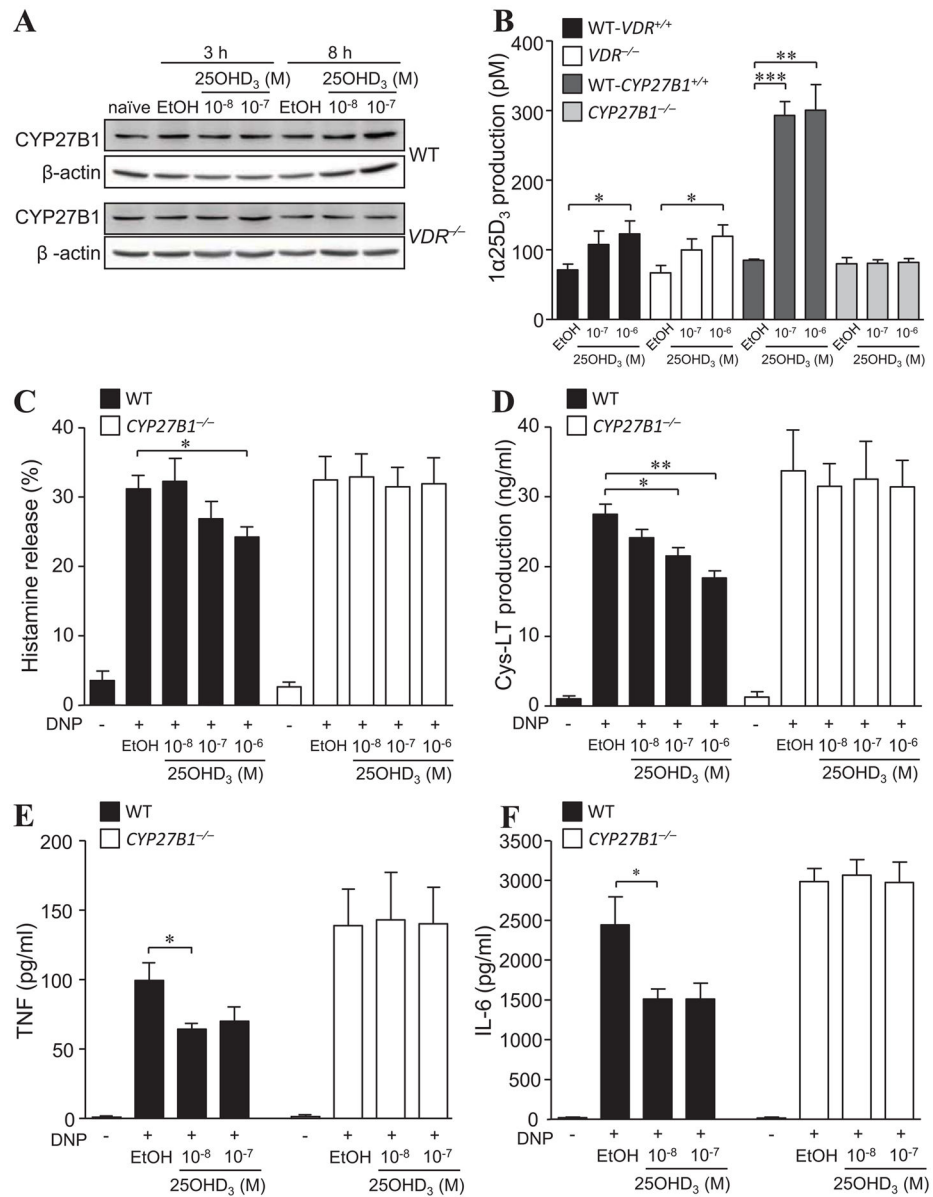 A
3 h 8 h
25OHD3 (M) 25OHD3 (M)
naïve EtOH 10-8 10-7 EtOH 10-8 10-7
CYP27B1
β-actin
WT
CYP27B1
β -actin
VDR–/–
B
WT-VDR+/+
VDR–/–
WT-CYP27B1+/+
CYP27B1–/–
1α25D3 production (pM)
400
300
200
100
0
* * *** **
EtOH 10-7 10-6 EtOH 10-7 10-6 EtOH 10-7 10-6 EtOH 10-7 10-6
25OHD3 (M) 25OHD3 (M) 25OHD3 (M) 25OHD3 (M)
C
WT
CYP27B1–/–
Histamine release (%)
40
30
20
10
0
*
DNP - + + + + - + + + +
EtOH 10-8 10-7 10-6 EtOH 10-8 10-7 10-6
25OHD3 (M) 25OHD3 (M)
D
WT
CYP27B1–/–
Cys-LT production (ng/ml)
40
30
20
10
0
**
*
DNP - + + + + - + + + +
EtOH 10-8 10-7 10-6 EtOH 10-8 10-7 10-6
25OHD3 (M) 25OHD3 (M)
E
WT
CYP27B1–/–
TNF (pg/ml)
200
150
100
50
0
*
DNP - + + + - + + +
EtOH 10-8 10-7 EtOH 10-8 10-7
25OHD3 (M) 25OHD3 (M)
F
WT
CYP27B1–/–
IL-6 (pg/ml)
3500
3000
2500
2000
1500
1000
500
0
*
DNP - + + + - + + +
EtOH 10-8 10-7 EtOH 10-8 10-7
25OHD3 (M) 25OHD3 (M)